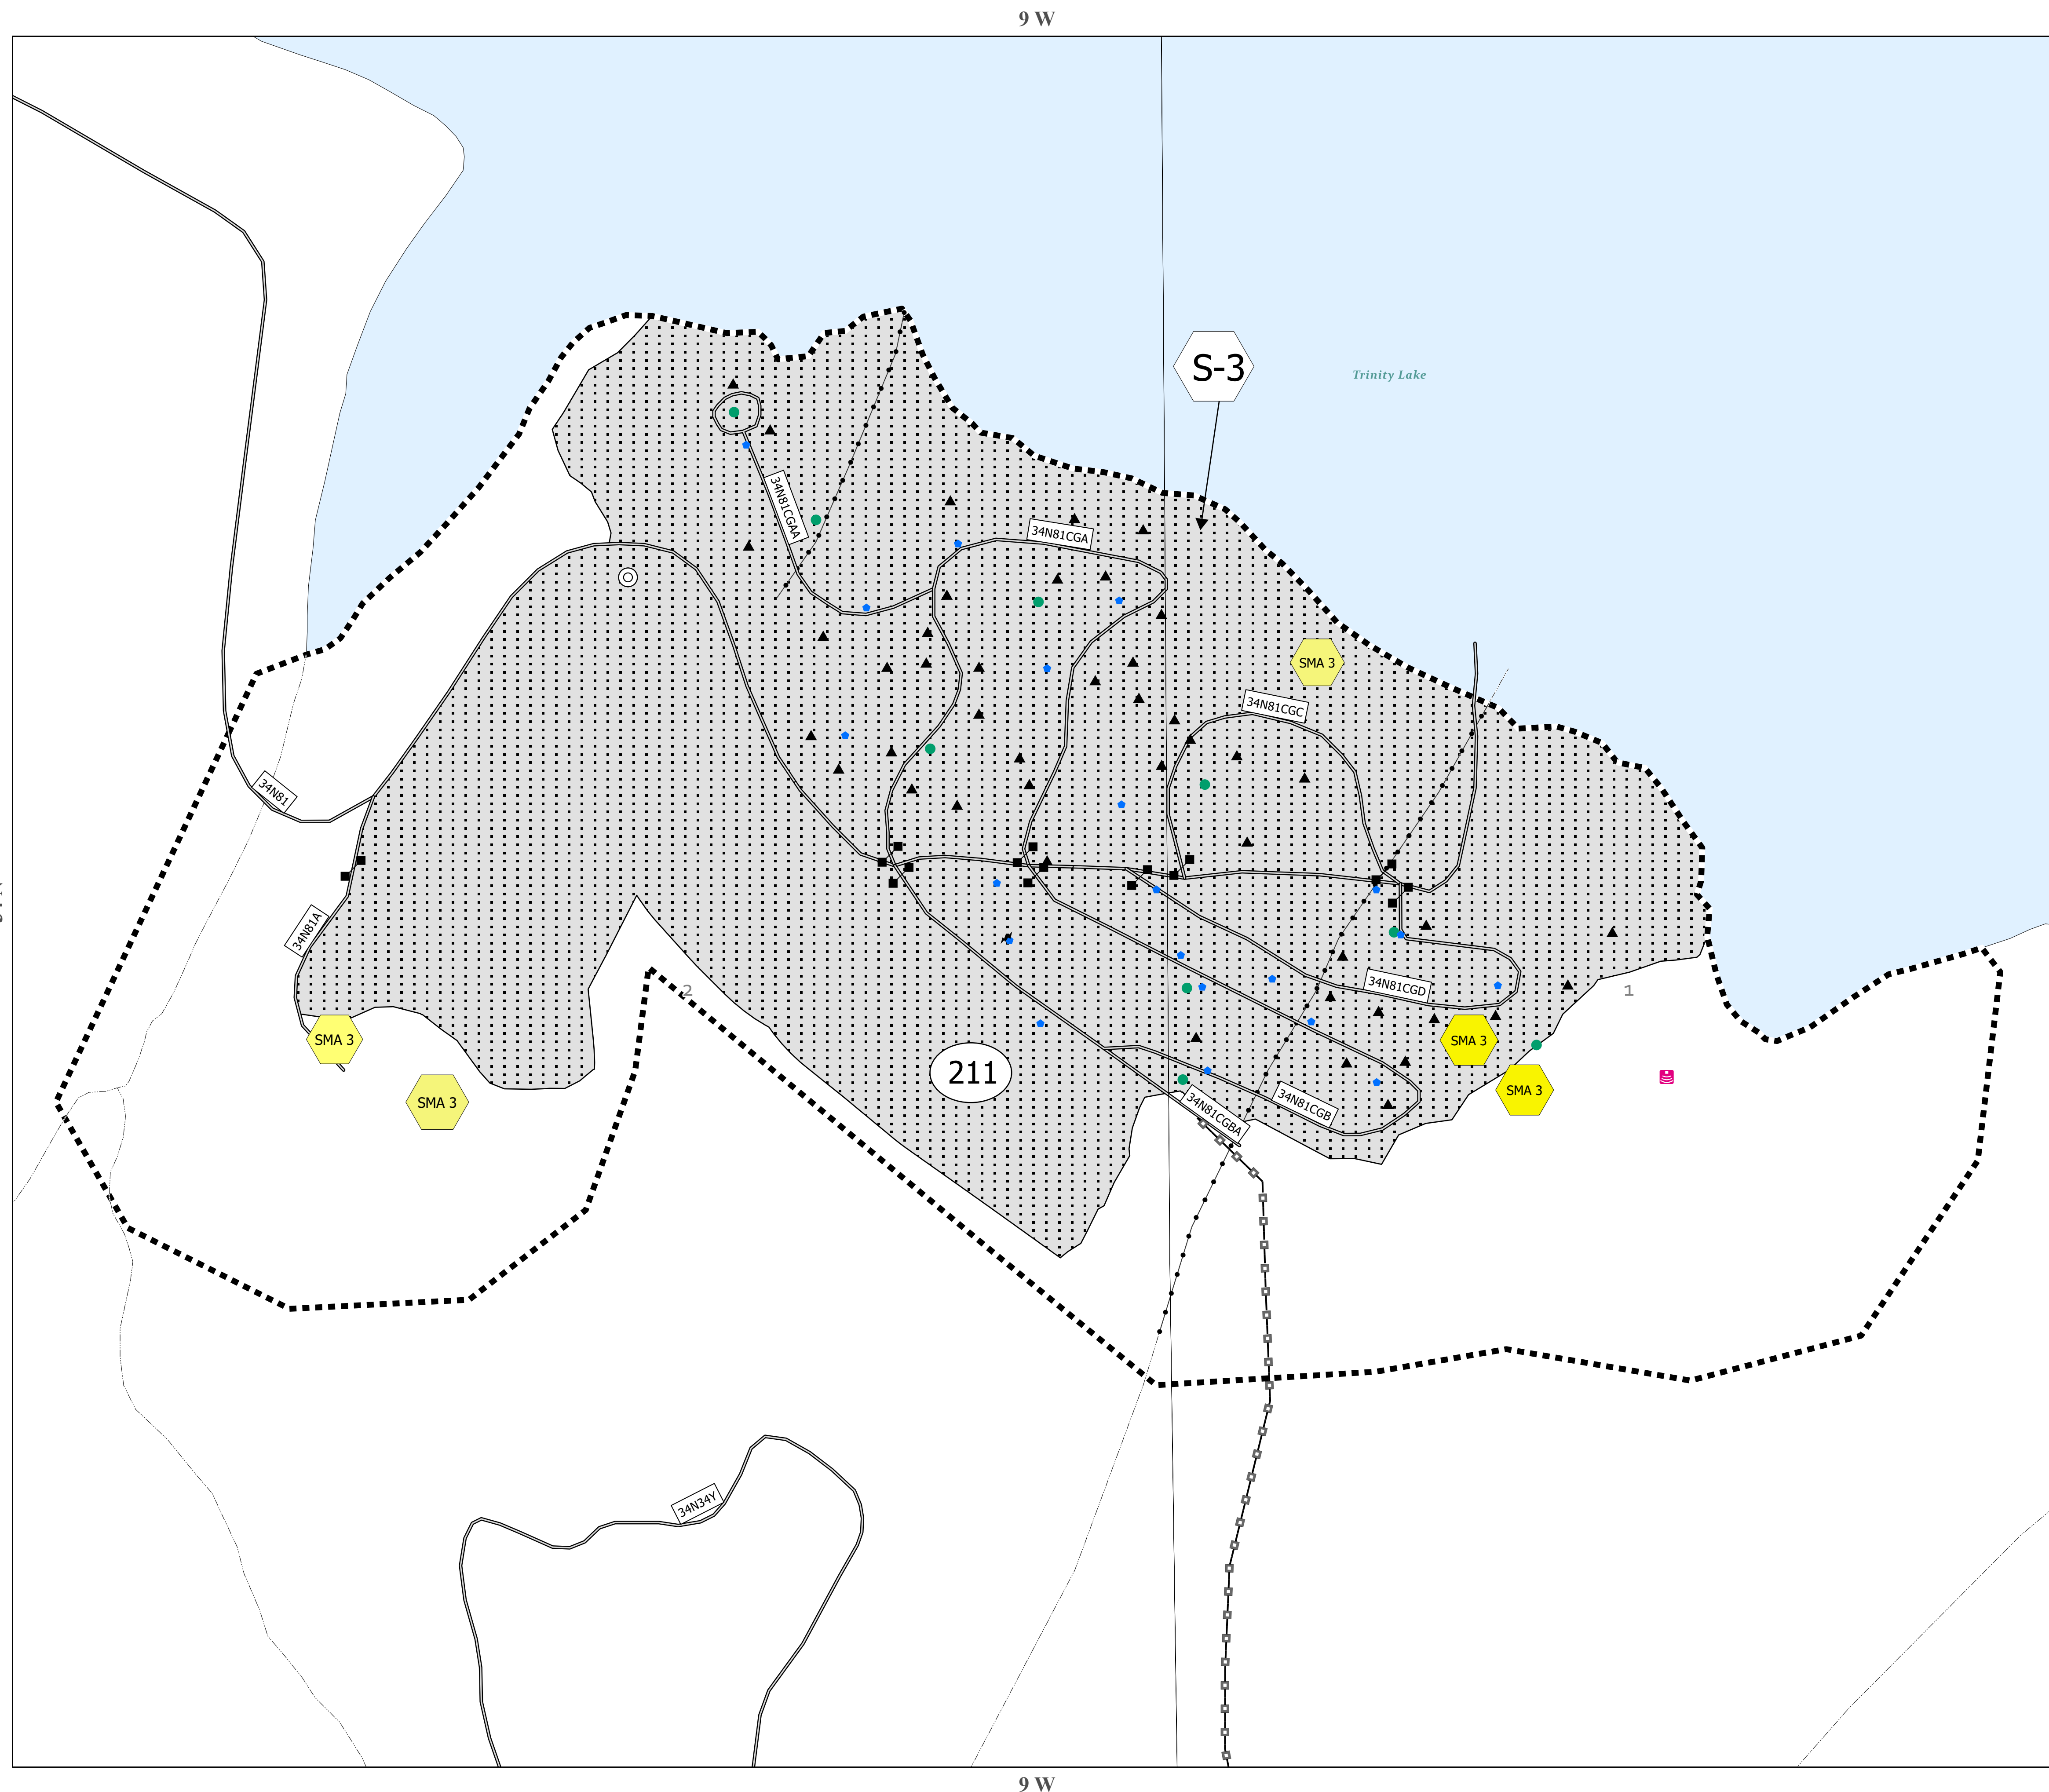 9 W
S-3
Trinity Lake
34N81CGAA
34N81CGA
SMA 3
34N81CGC
34N81
34N81A
34N81CGD
2
1
SMA 3
SMA 3
211
SMA 3
SMA 3
34N81CGBA
34N81CGB
34N34Y
9 W